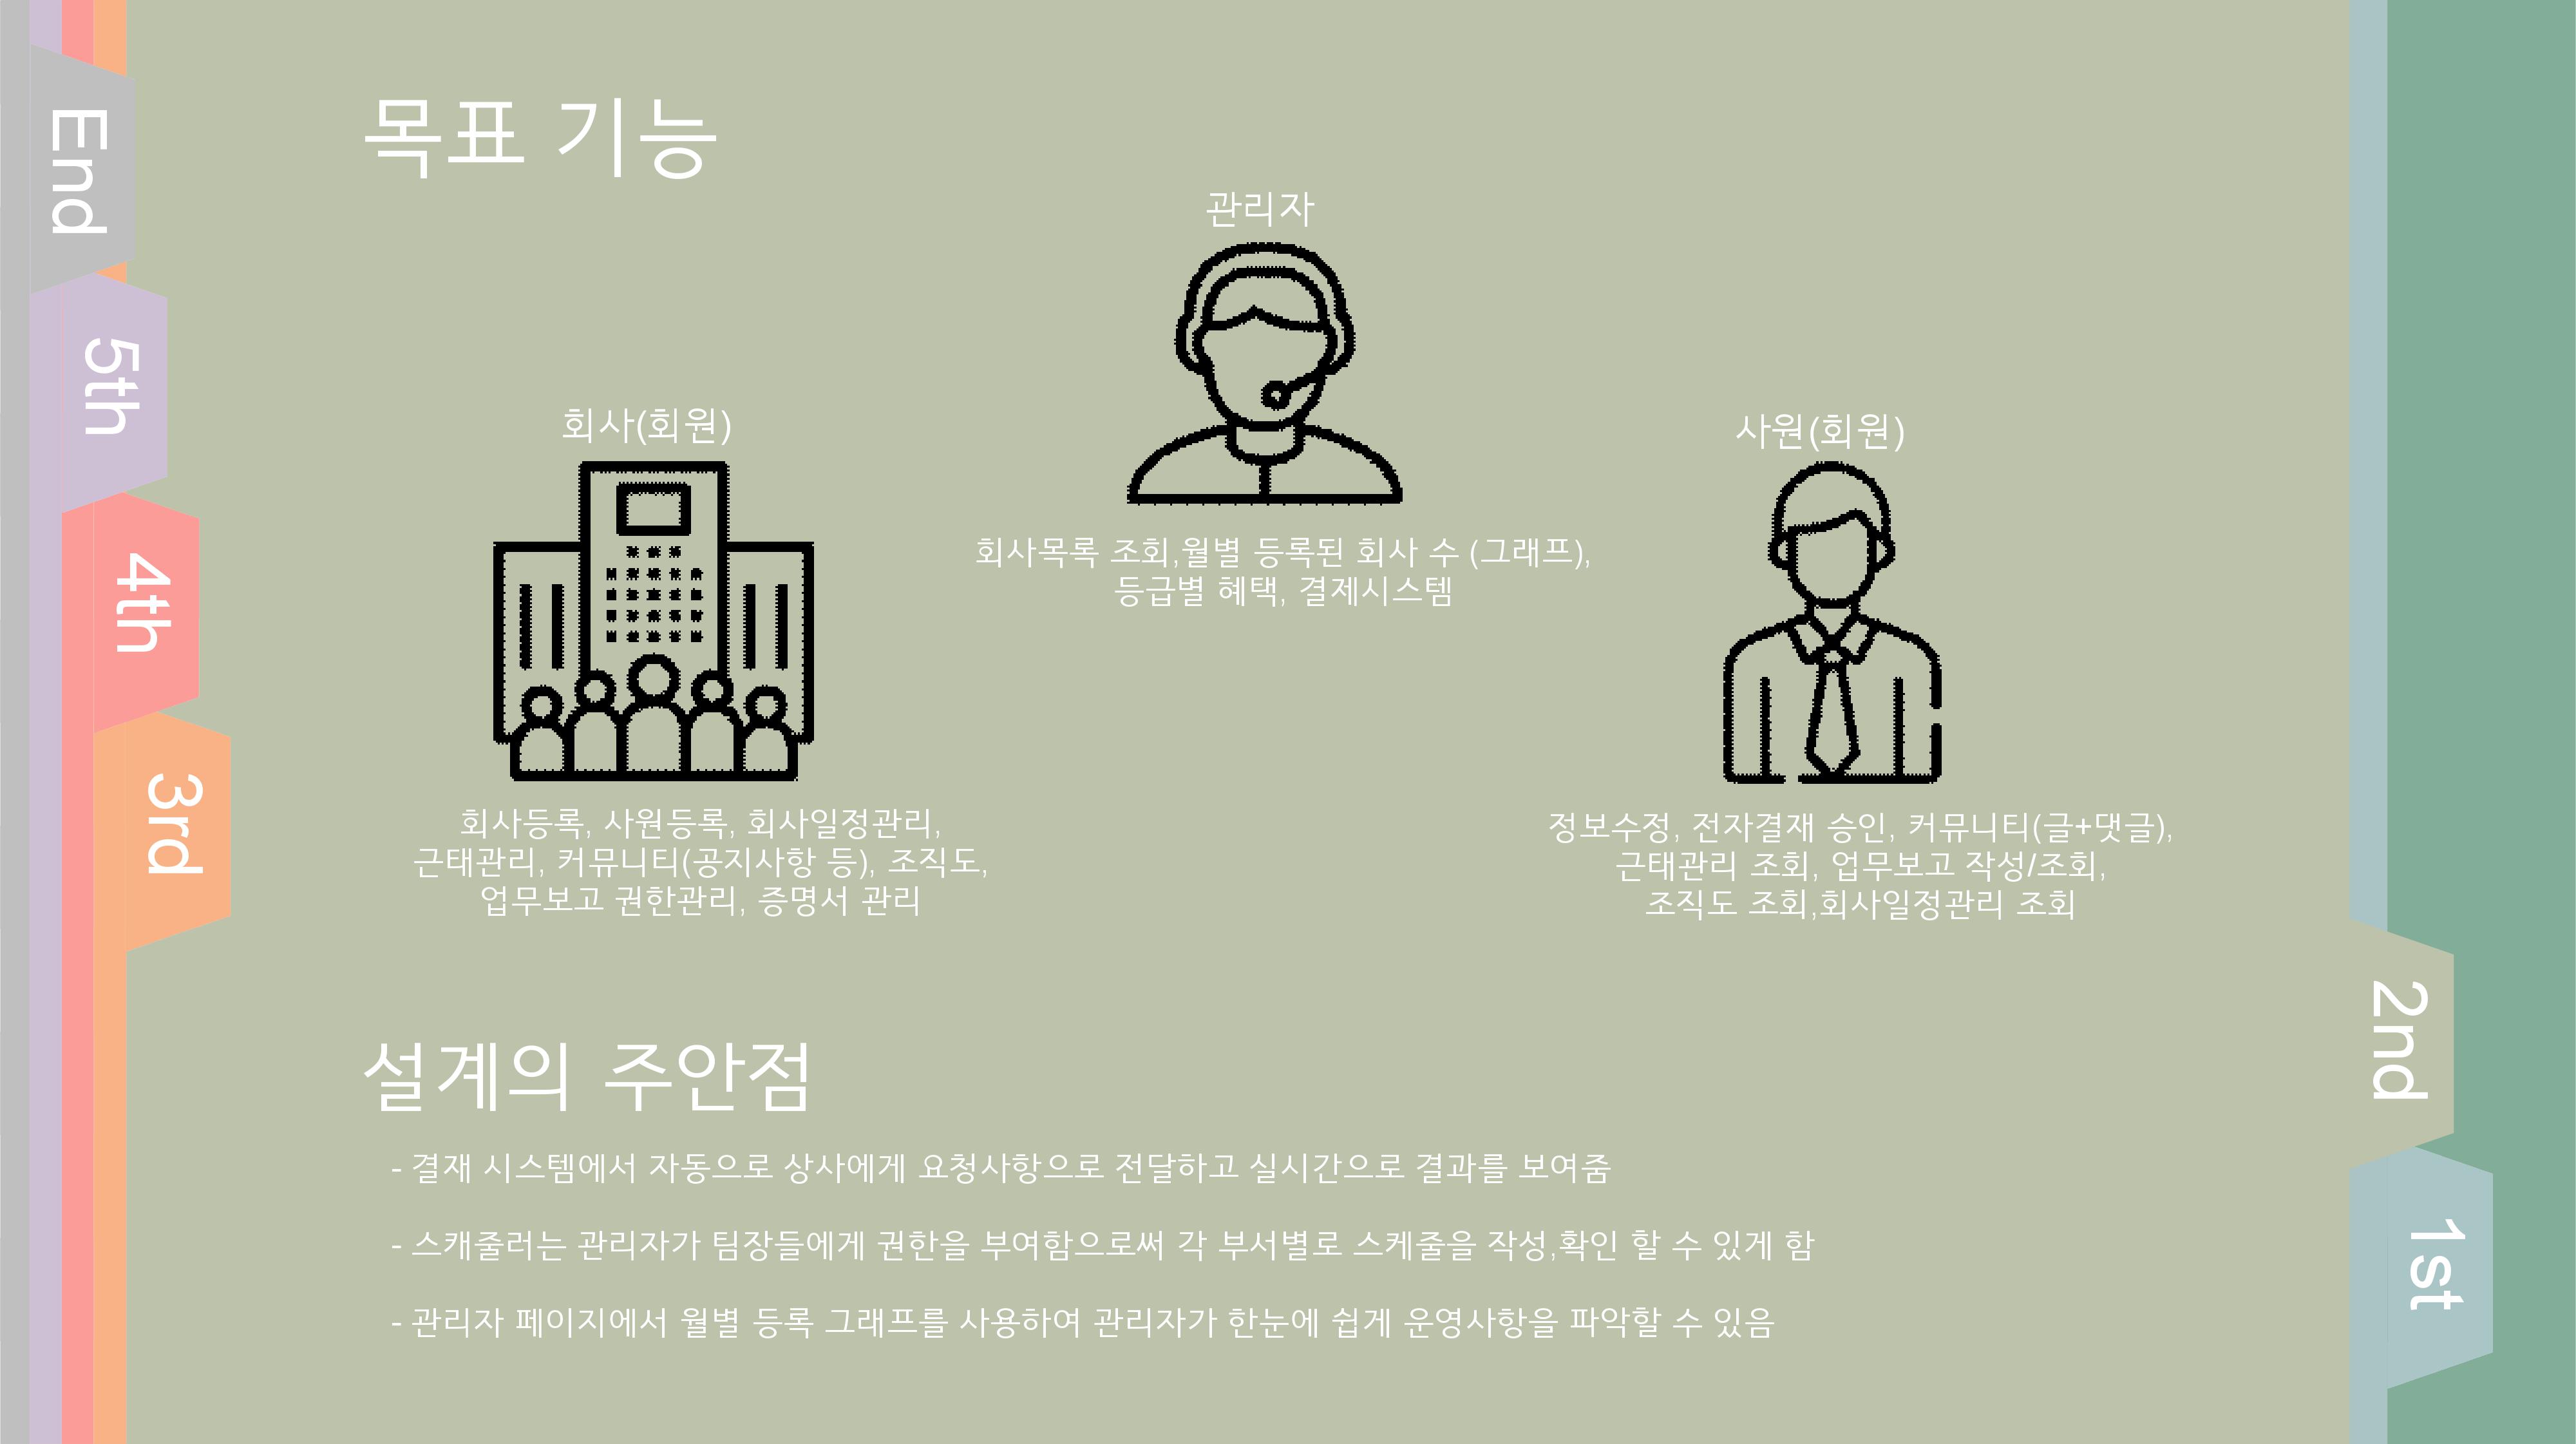 End
5th
4th
3rd
목표 기능
관리자
회사목록 조회,월별 등록된 회사 수 (그래프),
등급별 혜택, 결제시스템
회사(회원)
회사등록, 사원등록, 회사일정관리,
근태관리, 커뮤니티(공지사항 등), 조직도,
업무보고 권한관리, 증명서 관리
사원(회원)
정보수정, 전자결재 승인, 커뮤니티(글+댓글),
근태관리 조회, 업무보고 작성/조회,
조직도 조회,회사일정관리 조회
설계의 주안점
- 결재 시스템에서 자동으로 상사에게 요청사항으로 전달하고 실시간으로 결과를 보여줌
- 스캐줄러는 관리자가 팀장들에게 권한을 부여함으로써 각 부서별로 스케줄을 작성,확인 할 수 있게 함
- 관리자 페이지에서 월별 등록 그래프를 사용하여 관리자가 한눈에 쉽게 운영사항을 파악할 수 있음
2nd
1st